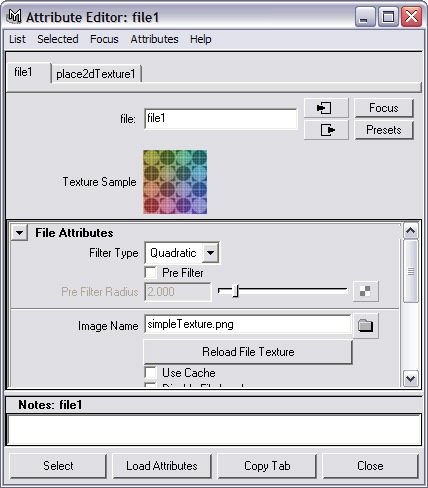 Attribute Editor: file1
List Selected Focus Attributes Help
file1 place2dTexture1
file: file1 Focus
Presets
Texture Sample
File Attributes
Filter Type Quadratic
Pre Filter
Pre Filter Radius 2.000
Image Name simpleTexture.png
Reload File Texture
Use Cache
Notes: file1
Select Load Attributes Copy Tab Close